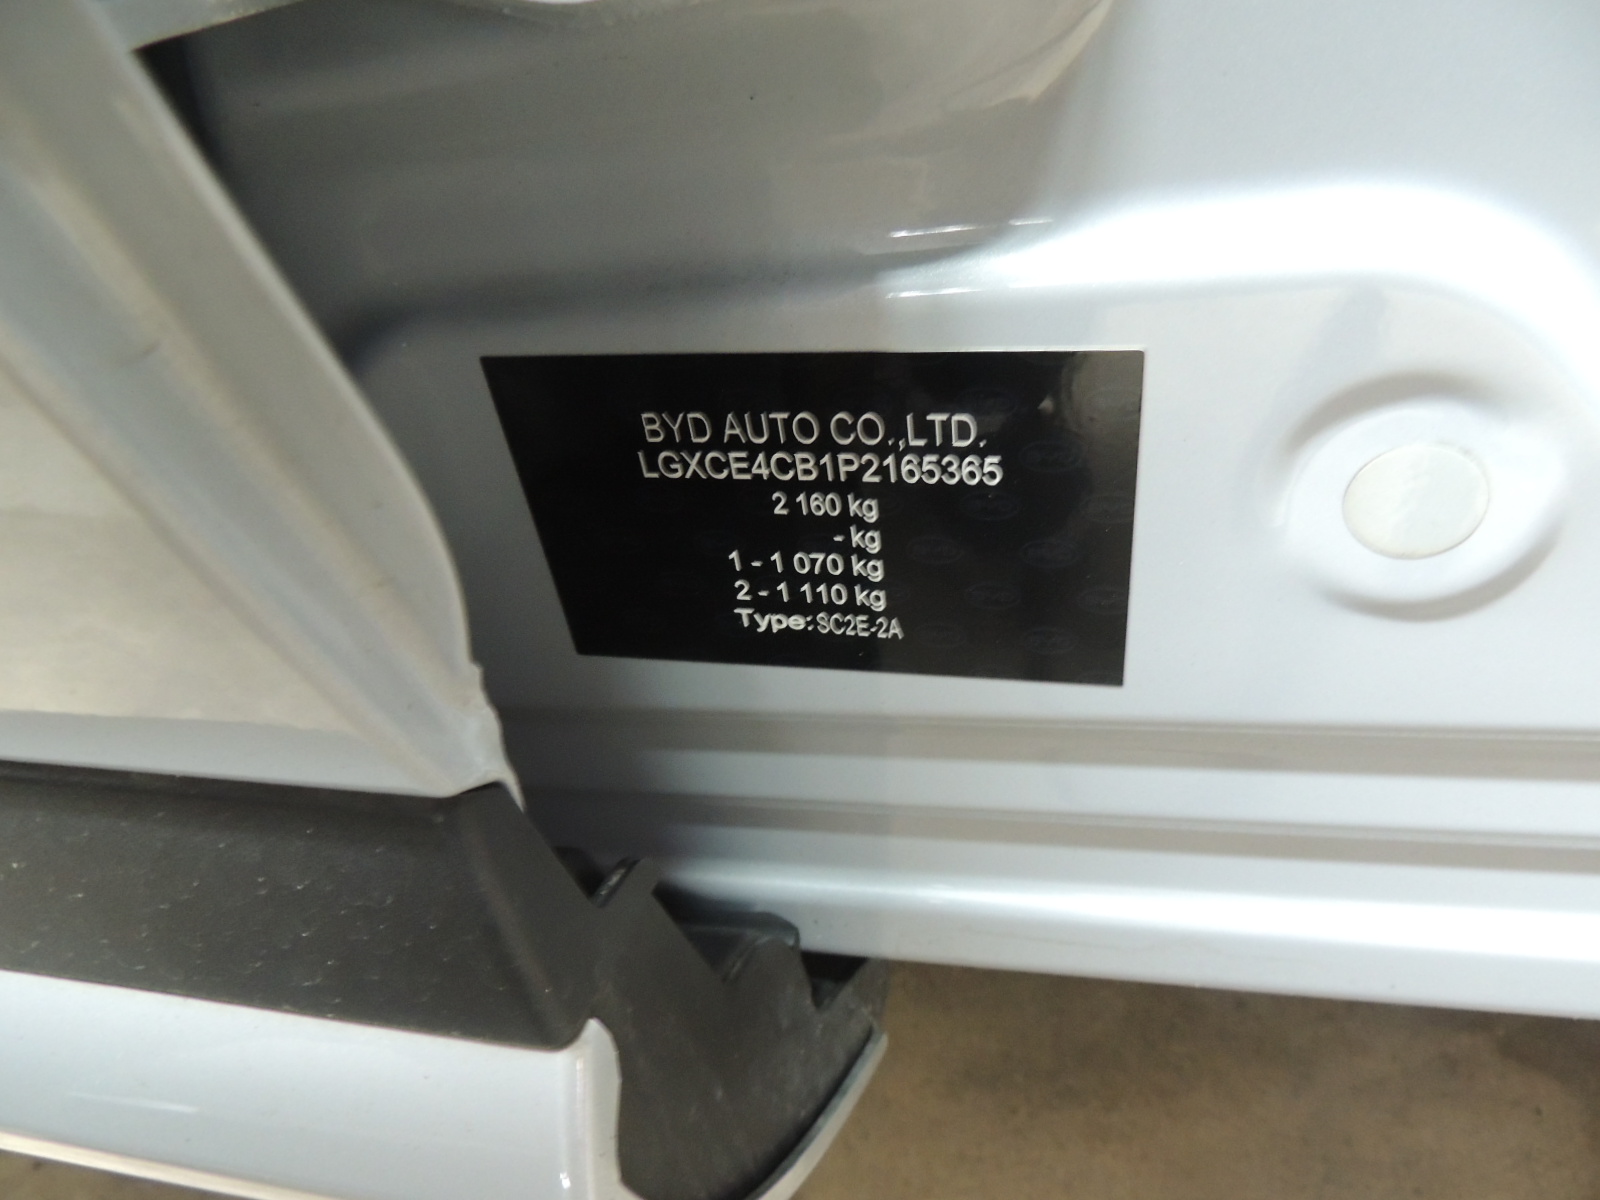 BYD AUTO CO.,LTD.
LGXCE4CB1P2165365
2 160 kg
- kg
1 - 1 070 kg
2 - 1 110 kg
Type: SC2E-2A